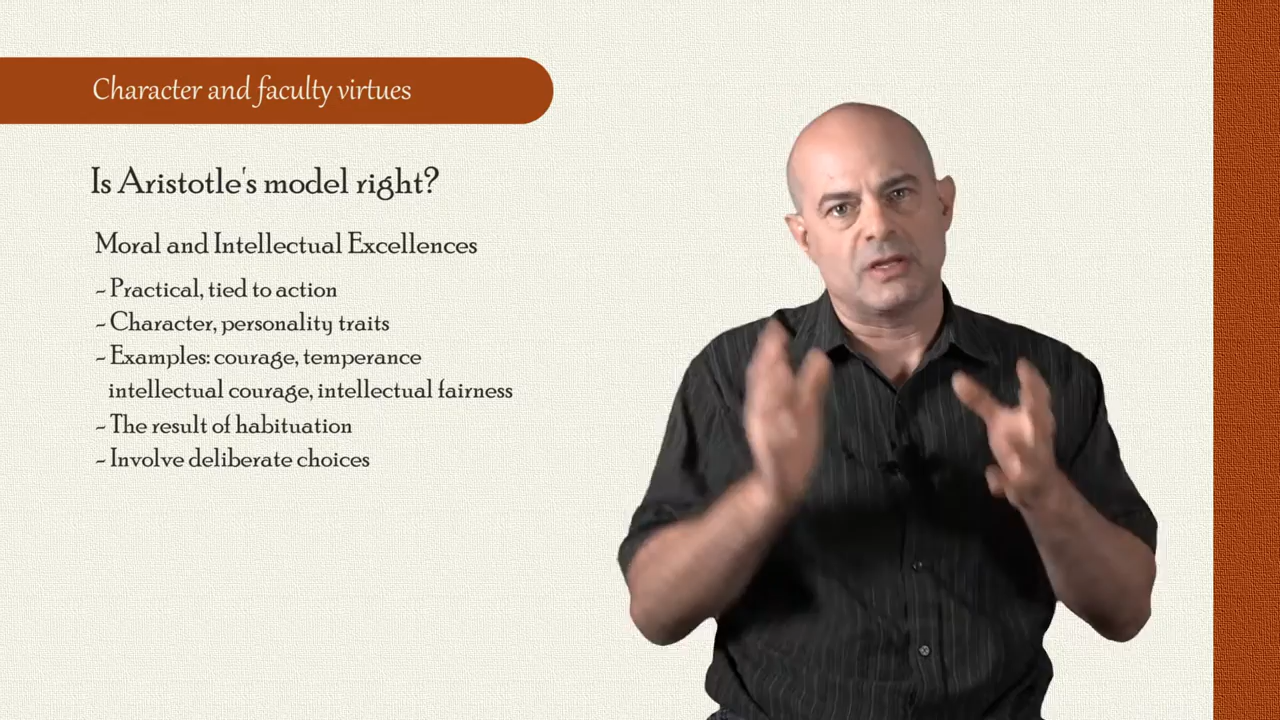 Character and faculty virtues
Is Aristotle's model right?
Moral and Intellectual Excellences
- Practical, tied to action
- Character, personality traits
- Examples: courage, temperance
intellectual courage, intellectual fairness
- The result of habituation
- Involve deliberate choices